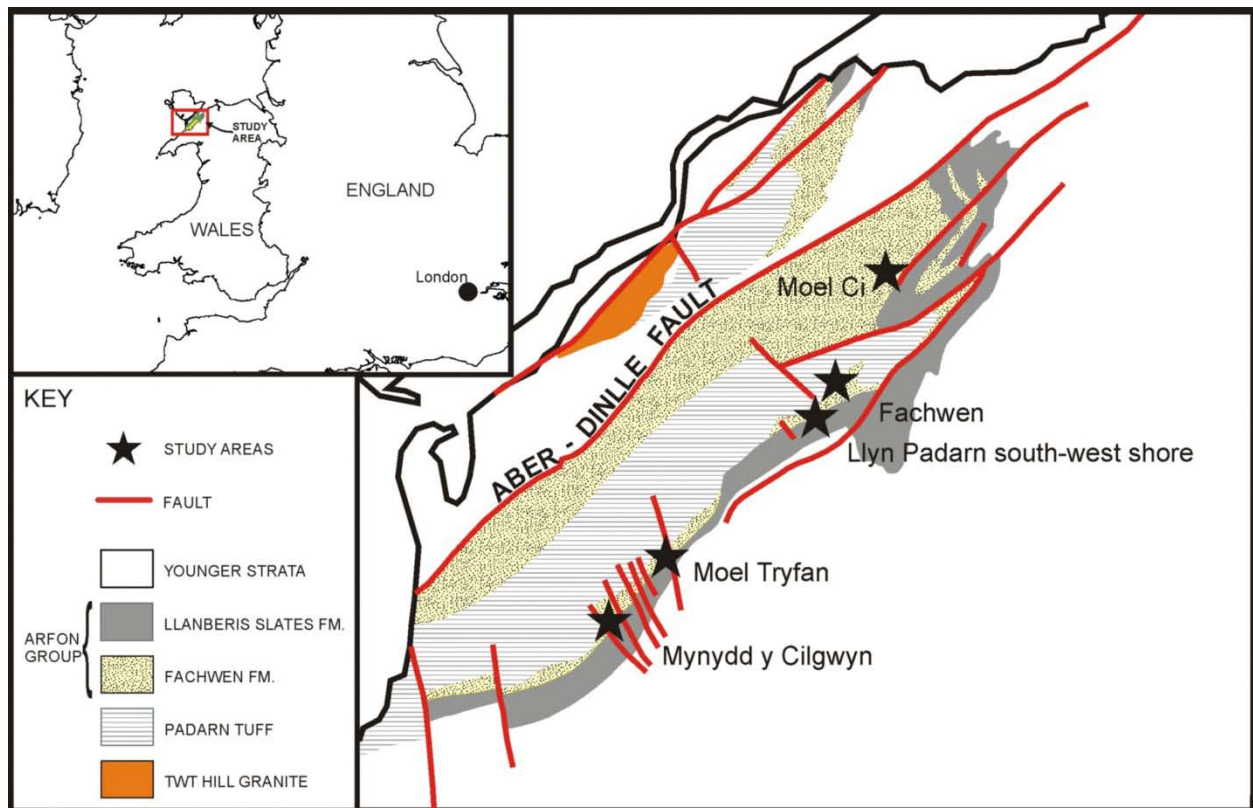 STUDY
AREA
ENGLAND
WALES
London
KEY
STUDY AREAS
FAULT
YOUNGER STRATA
LLANBERIS SLATES FM.
ARFON
GROUP
FACHWEN FM.
PADARN TUFF
TWT HILL GRANITE
ABER - DINLLE FAULT
Moel Ci
Fachwen
Llyn Padarn south-west shore
Moel Tryfan
Mynydd y Cilgwyn